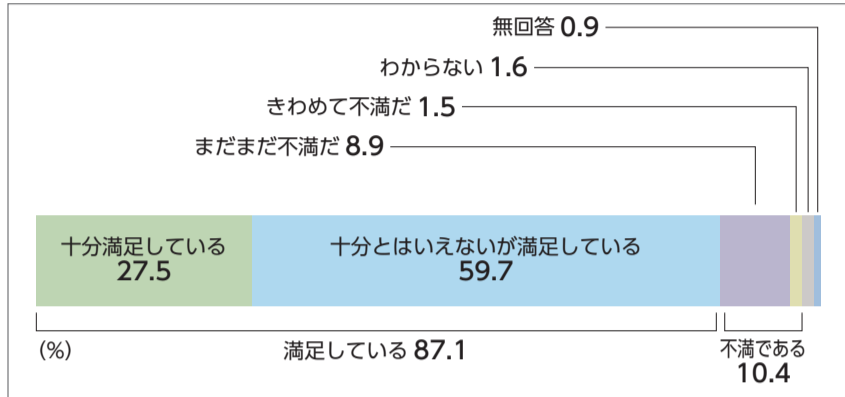 無回答 0.9
わからない 1.6
きわめて不満だ 1.5
まだまだ不満だ 8.9
十分満足している
27.5
十分とはいえないが満足している
59.7
(%)
満足している 87.1
不満である
10.4